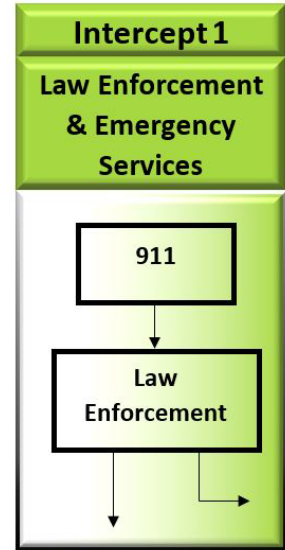 Intercept 1
Law Enforcement
& Emergency
Services
911
Law
Enforcement